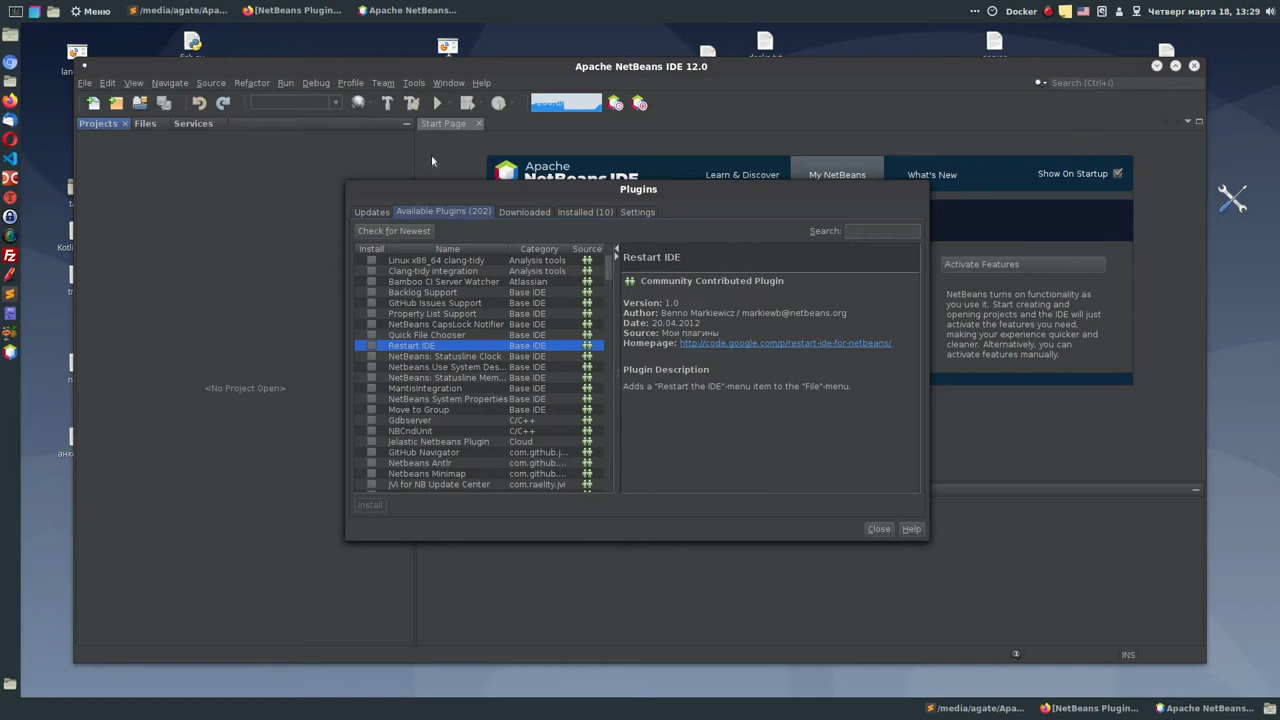 Меню
/media/agate/Apa...
[NetBeans Plugin...
Apache NetBeans...
...
Docker
Четверг марта 18, 13:29
Apache NetBeans IDE 12.0
File Edit View Navigate Source Refactor Run Debug Profile Team Tools Window Help
Search (Ctrl+I)
Projects
Files
Services
Start Page
Apache
NetBeans IDE
Learn & Discover
My NetBeans
What's New
Show On Startup
Plugins
Updates
Available Plugins (202)
Downloaded
Installed (10)
Settings
Check for Newest
Search:
Install Name Category Source
Linux x86_64 clang-tidy Analysis tools
Clang-tidy integration Analysis tools
Bamboo CI Server Watcher Atlassian
Backlog Support Base IDE
GitHub Issues Support Base IDE
Property List Support Base IDE
NetBeans CapsLock Notifier Base IDE
Quick File Chooser Base IDE
Restart IDE Base IDE
NetBeans: Statusline Clock Base IDE
Netbeans Use System Des... Base IDE
NetBeans: Statusline Mem... Base IDE
MantisIntegration Base IDE
NetBeans System Properties Base IDE
Move to Group Base IDE
Gdbserver C/C++
NBCndUnit C/C++
Jelastic Netbeans Plugin Cloud
GitHub Navigator com.github.j...
Netbeans Antlr com.github....
Netbeans Minimap com.github....
jVi for NB Update Center com.raelity.jvi
Restart IDE
Community Contributed Plugin
Version: 1.0
Author: Benno Markiewicz / markiewb@netbeans.org
Date: 20.04.2012
Source: Мои плагины
Homepage: http://code.google.com/p/restart-ide-for-netbeans/
Plugin Description
Adds a "Restart the IDE"-menu item to the "File"-menu.
Install
Close
Help
Activate Features
NetBeans turns on functionality as
you use it. Start creating and
opening projects and the IDE will just
activate the features you need,
making your experience quicker and
cleaner. Alternatively, you can
activate features manually.
<No Project Open>
1
INS
/media/agate/Apa...
[NetBeans Plugin...
Apache NetBeans...